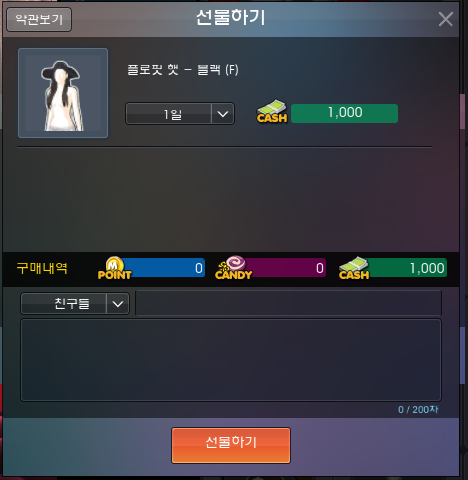 약관보기
선물하기
플로핏 햇 - 블랙 (F)
1일
CASH
1,000
구매내역
M
POINT
0
CANDY
0
CASH
1,000
친구들
0 / 200자
선물하기